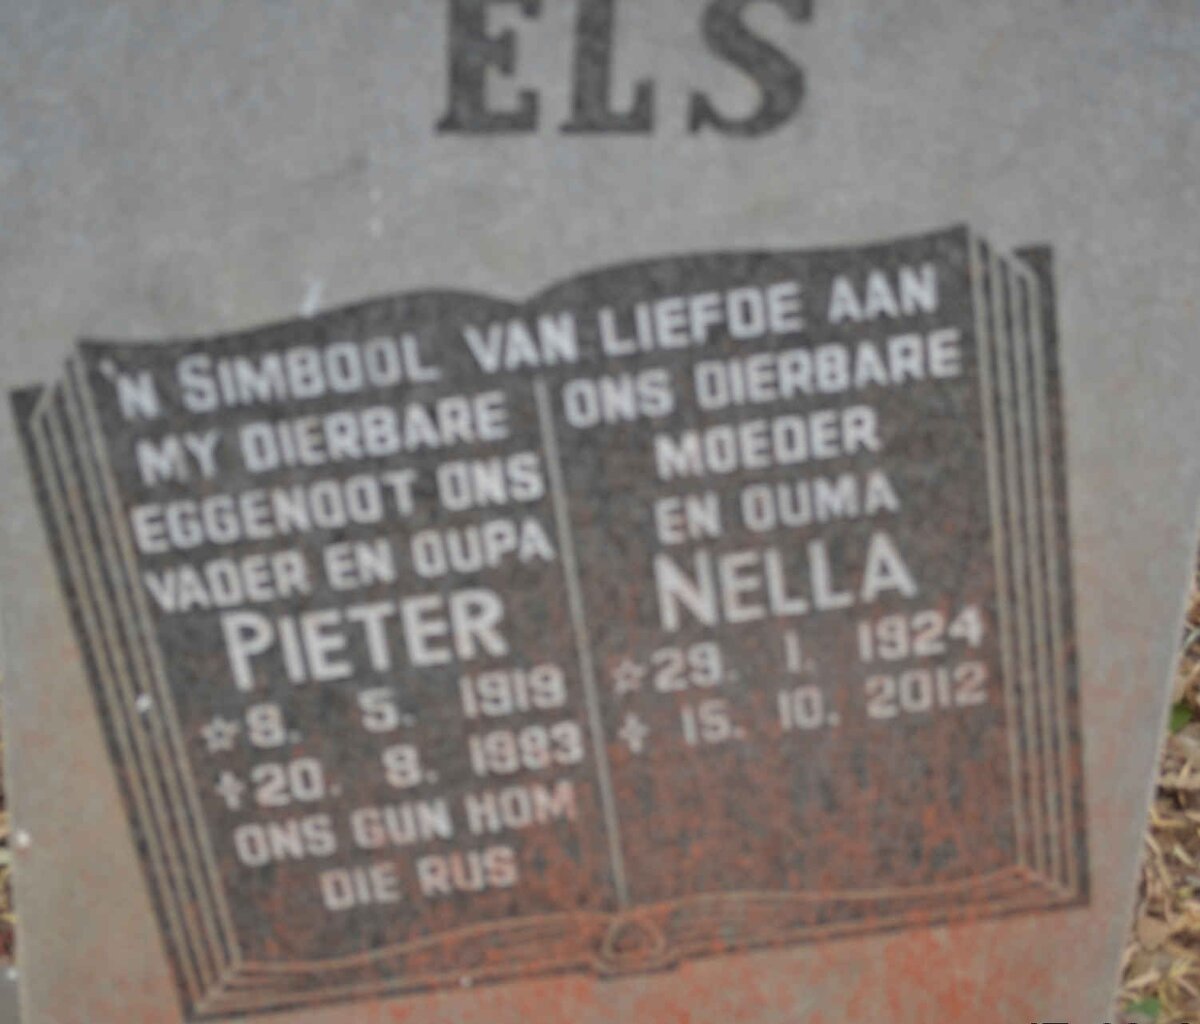 ELS
'N SIMBOOL VAN LIEFDE AAN
MY DIERBARE
EGGENOOT ONS
VADER EN OUPA
PIETER
☆ 8. 5. 1919
✝ 20. 8. 1983
ONS GUN HOM
DIE RUS
ONS DIERBARE
MOEDER
EN OUMA
NELLA
☆ 29. 1. 1924
✝ 15. 10. 2012